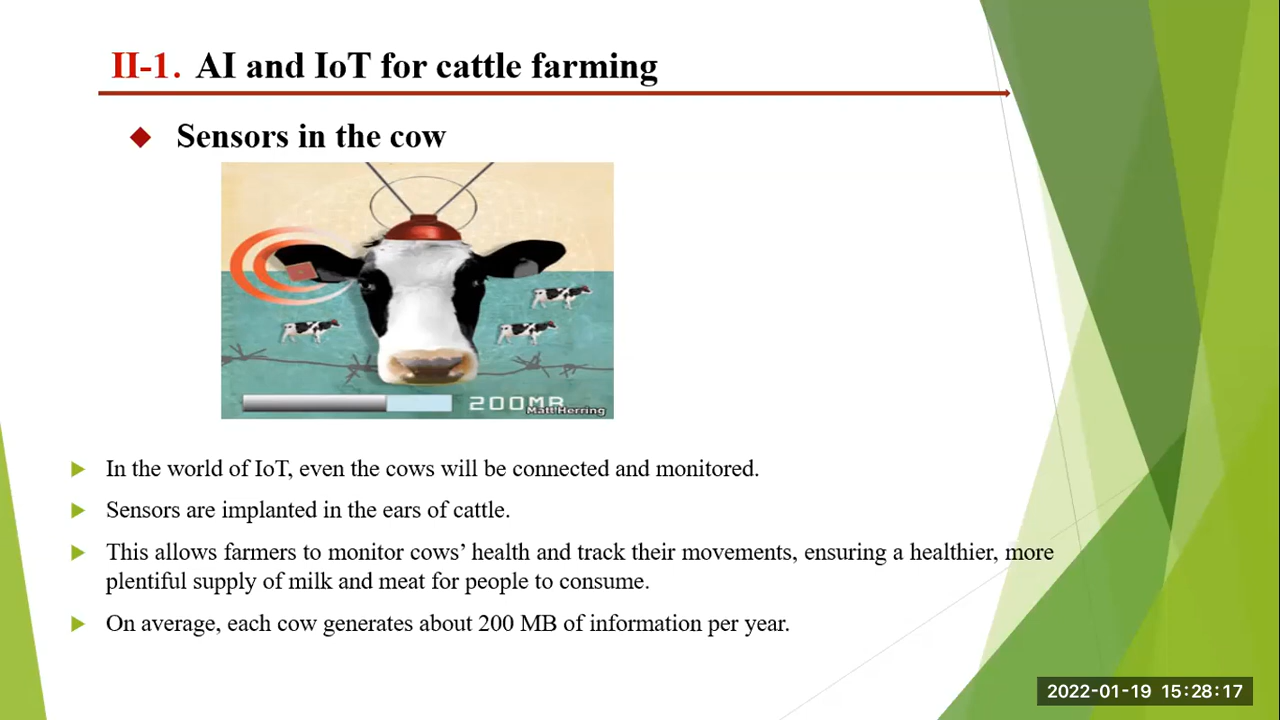 II-1. AI and IoT for cattle farming
Sensors in the cow
200MB
Matt Herring
In the world of IoT, even the cows will be connected and monitored.
Sensors are implanted in the ears of cattle.
This allows farmers to monitor cows’ health and track their movements, ensuring a healthier, more
plentiful supply of milk and meat for people to consume.
On average, each cow generates about 200 MB of information per year.
2022-01-19 15:28:17